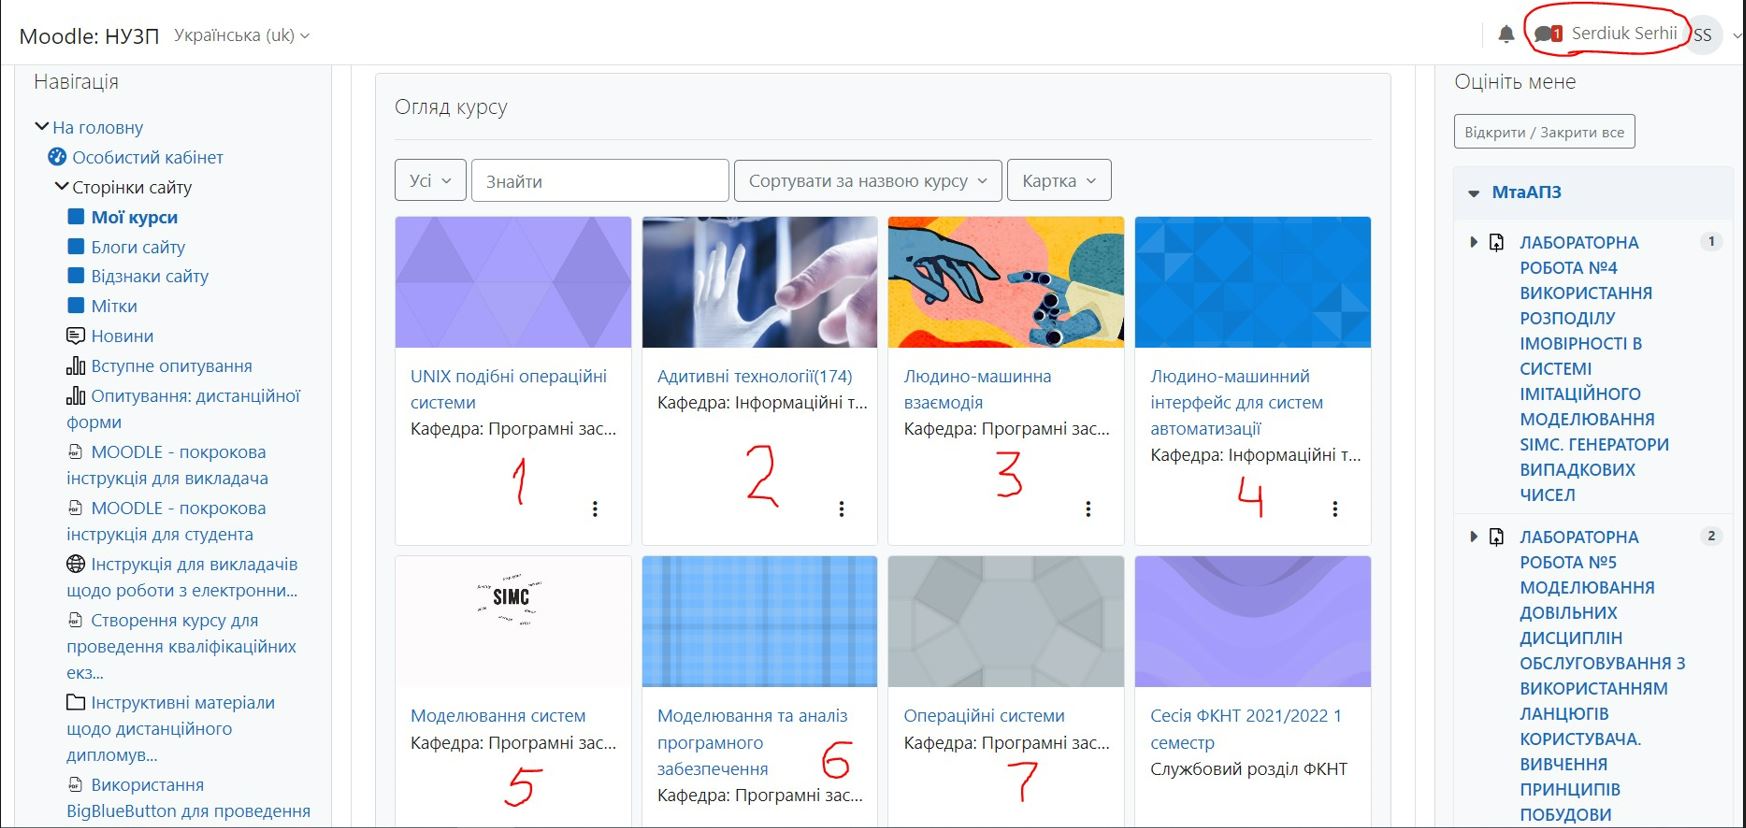 Moodle: НУЗП
Українська (uk)
1
Serdiuk Serhii
SS
Навігація
На головну
Особистий кабінет
Сторінки сайту
Мої курси
Блоги сайту
Відзнаки сайту
Мітки
Новини
Вступне опитування
Опитування: дистанційної
форми
MOODLE - покрокова
інструкція для викладача
MOODLE - покрокова
інструкція для студента
Інструкція для викладачів
щодо роботи з електронни...
Створення курсу для
проведення кваліфікаційних
екз...
Інструктивні матеріали
щодо дистанційного
дипломув...
Використання
BigBlueButton для проведення
Огляд курсу
Усі
Знайти
Сортувати за назвою курсу
Картка
UNIX подібні операційні
системи
Кафедра: Програмні зас...
1
Адитивні технології(174)
Кафедра: Інформаційні т...
2
Людино-машинна
взаємодія
Кафедра: Програмні зас...
3
Людино-машинний
інтерфейс для систем
автоматизації
Кафедра: Інформаційні т...
4
SIMC
Моделювання систем
Кафедра: Програмні зас...
5
Моделювання та аналіз
програмного
забезпечення
Кафедра: Програмні зас...
6
Операційні системи
Кафедра: Програмні зас...
7
Сесія ФКНТ 2021/2022 1
семестр
Службовий розділ ФКНТ
Оцініть мене
Відкрити / Закрити все
МтаАПЗ
ЛАБОРАТОРНА 1
РОБОТА №4
ВИКОРИСТАННЯ
РОЗПОДІЛУ
ІМОВІРНОСТІ В
СИСТЕМІ
ІМІТАЦІЙНОГО
МОДЕЛЮВАННЯ
SIMC. ГЕНЕРАТОРИ
ВИПАДКОВИХ
ЧИСЕЛ
ЛАБОРАТОРНА 2
РОБОТА №5
МОДЕЛЮВАННЯ
ДОВІЛЬНИХ
ДИСЦИПЛІН
ОБСЛУГОВУВАННЯ З
ВИКОРИСТАННЯМ
ЛАНЦЮГІВ
КОРИСТУВАЧА.
ВИВЧЕННЯ
ПРИНЦИПІВ
ПОБУДОВИ